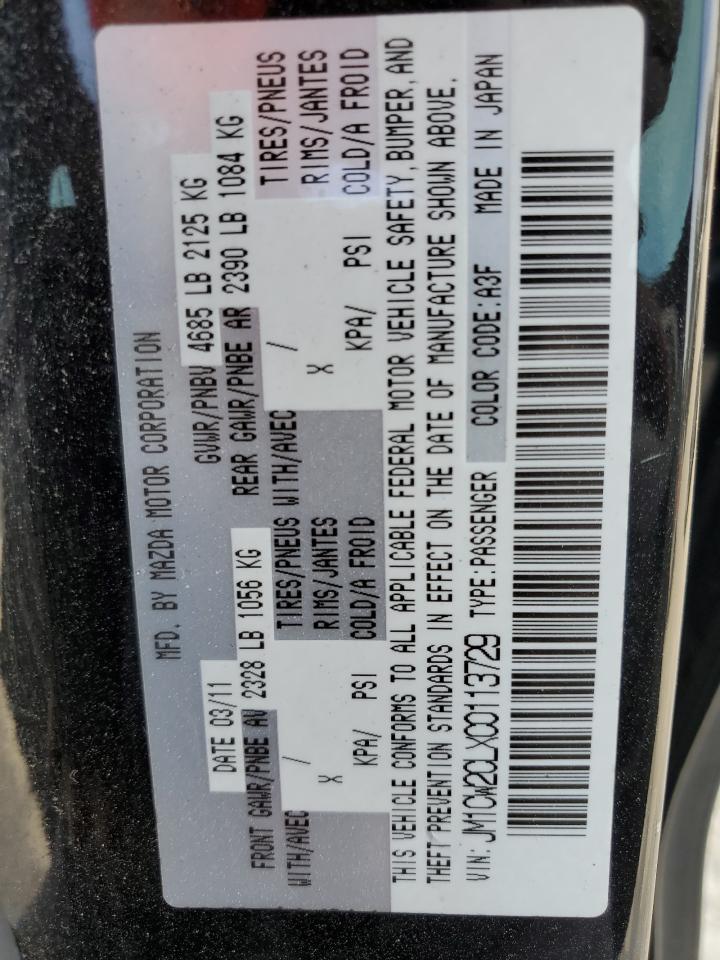 MFD. BY MAZDA MOTOR CORPORATION
DATE 03/11 GVWR/PNBV 4685 LB 2125 KG
FRONT GAWR/PNBE AV 2328 LB 1056 KG REAR GAWR/PNBE AR 2390 LB 1084 KG
WITH/AVEC / TIRES/PNEUS WITH/AVEC / TIRES/PNEUS
X RIMS/JANTES X RIMS/JANTES
KPA/ PSI COLD/A FROID KPA/ PSI COLD/A FROID
THIS VEHICLE CONFORMS TO ALL APPLICABLE FEDERAL MOTOR VEHICLE SAFETY, BUMPER, AND
THEFT PREVENTION STANDARDS IN EFFECT ON THE DATE OF MANUFACTURE SHOWN ABOVE.
VIN: JM1CW2CLXC0113729 TYPE:PASSENGER COLOR CODE:A3F MADE IN JAPAN